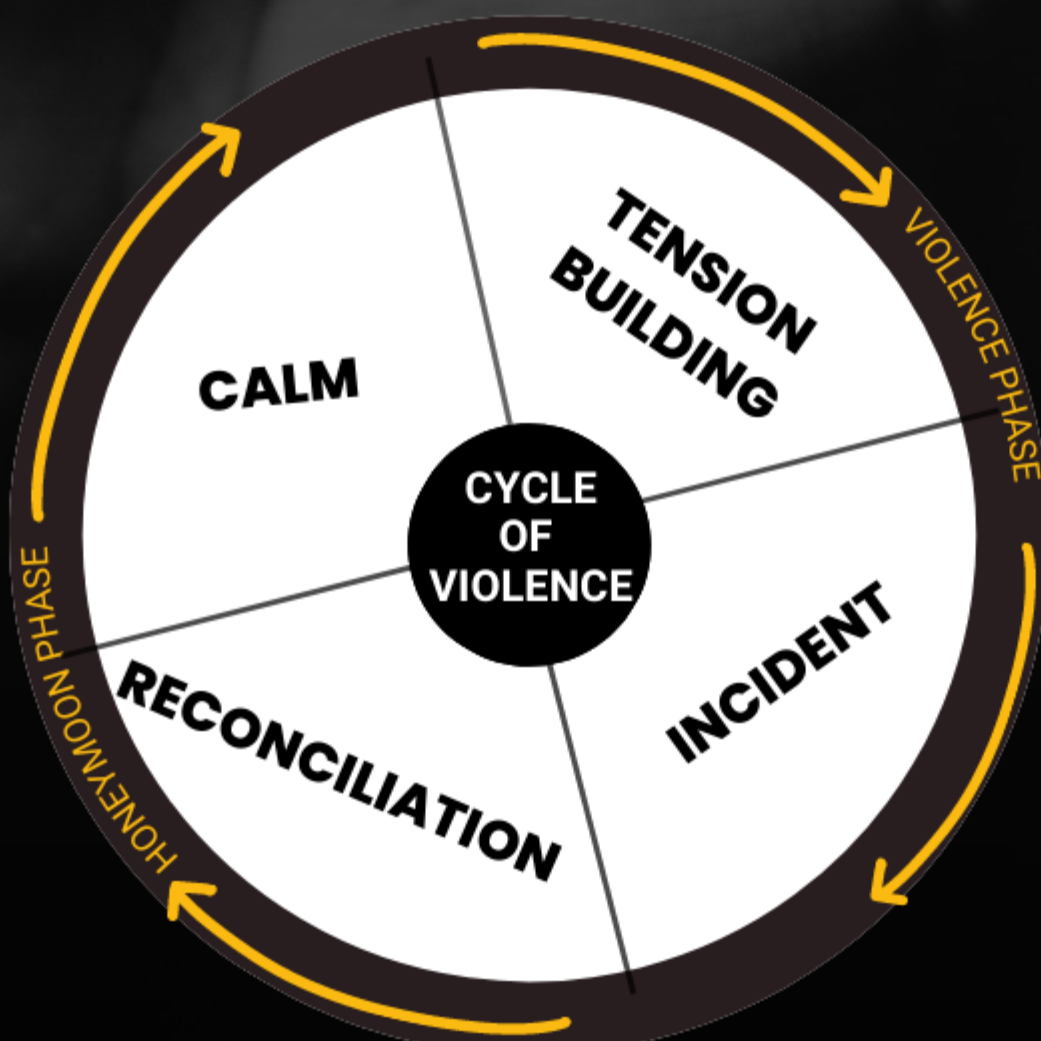 TENSION
BUILDING
VIOLENCE PHASE
CALM
CYCLE
OF
VIOLENCE
INCIDENT
HONEYMOON PHASE
RECONCILIATION